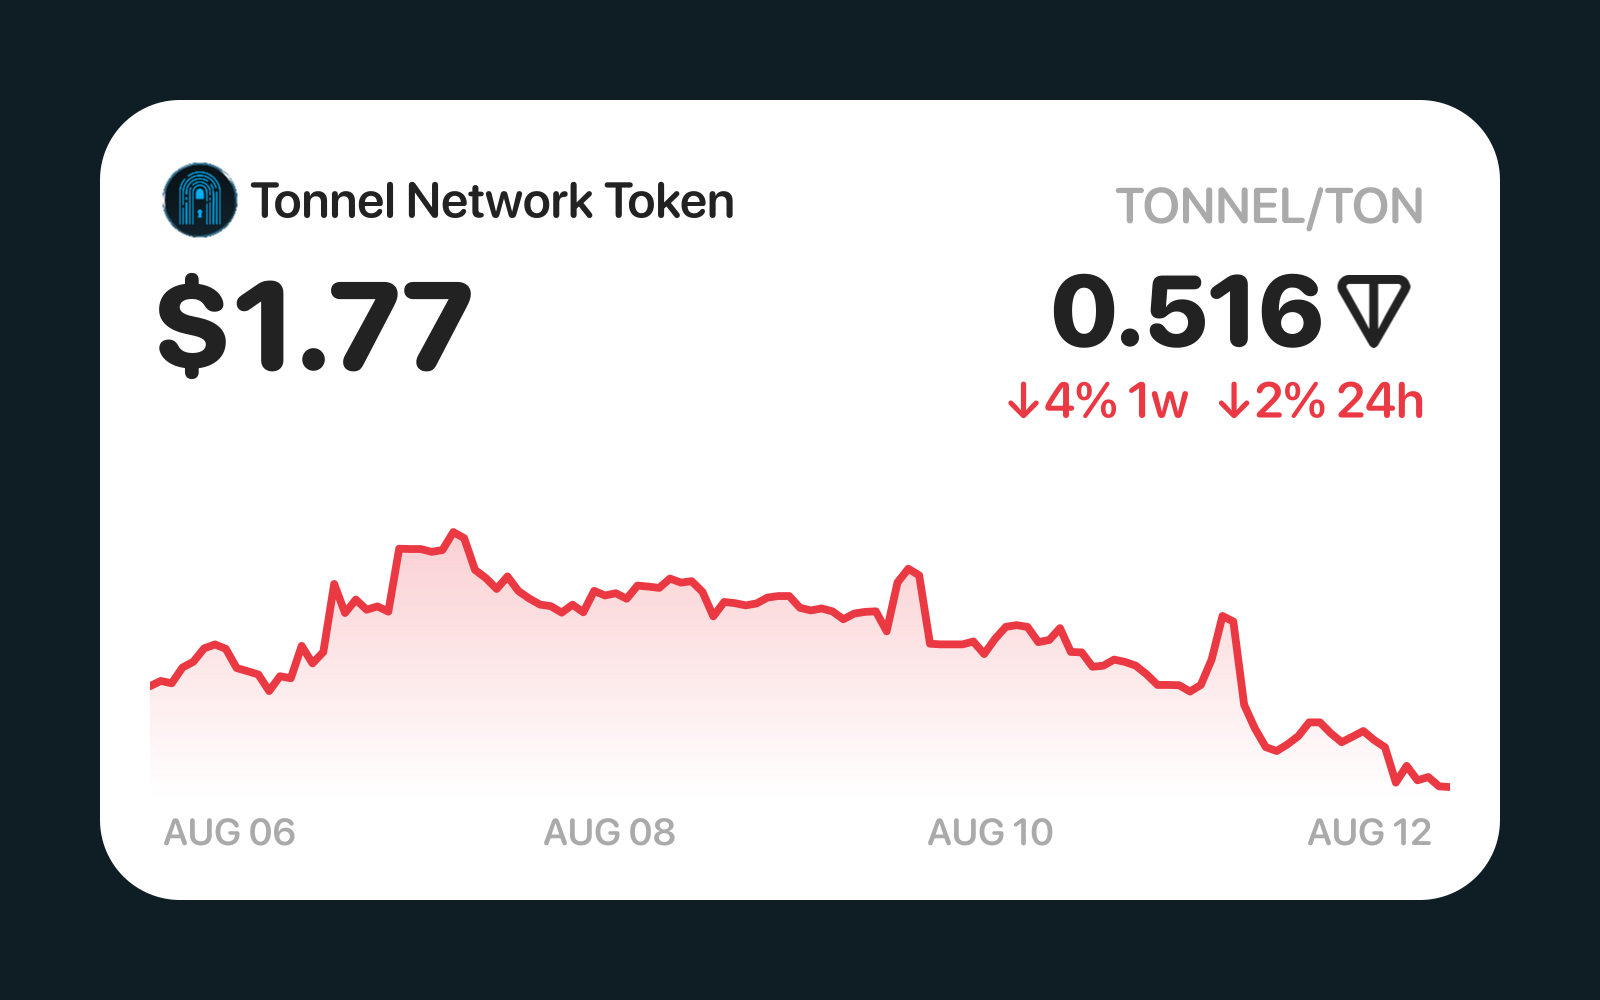 Tonnel Network Token
TONNEL/TON
$1.77
0.516
↓4% 1w ↓2% 24h
AUG 06 AUG 08 AUG 10 AUG 12